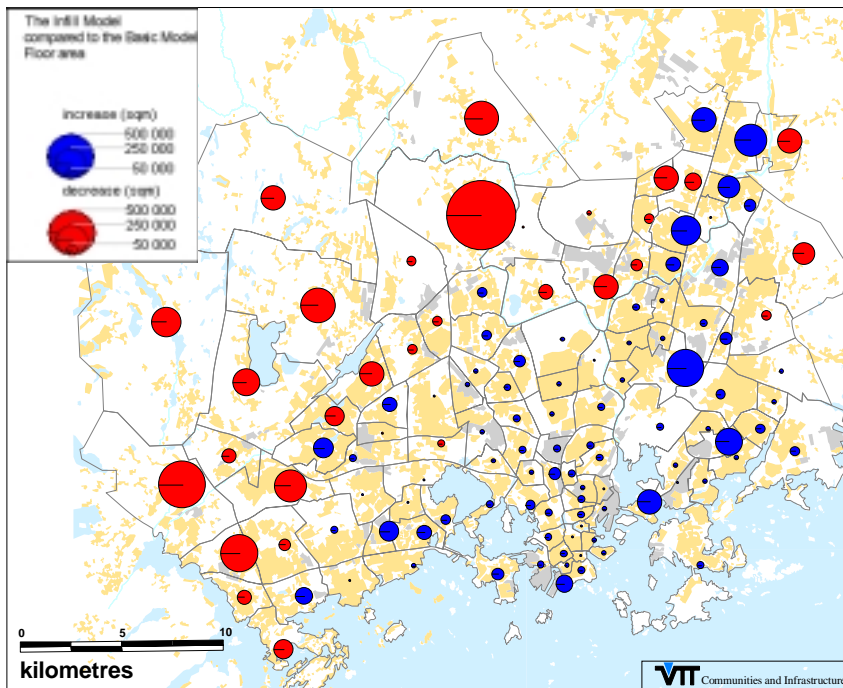 The Infill Model
compared to the Basic Model
Floor area
increase (sqm)
500 000
250 000
50 000
decrease (sqm)
500 000
250 000
50 000
0 5 10
kilometres
VTT Communities and Infrastructure